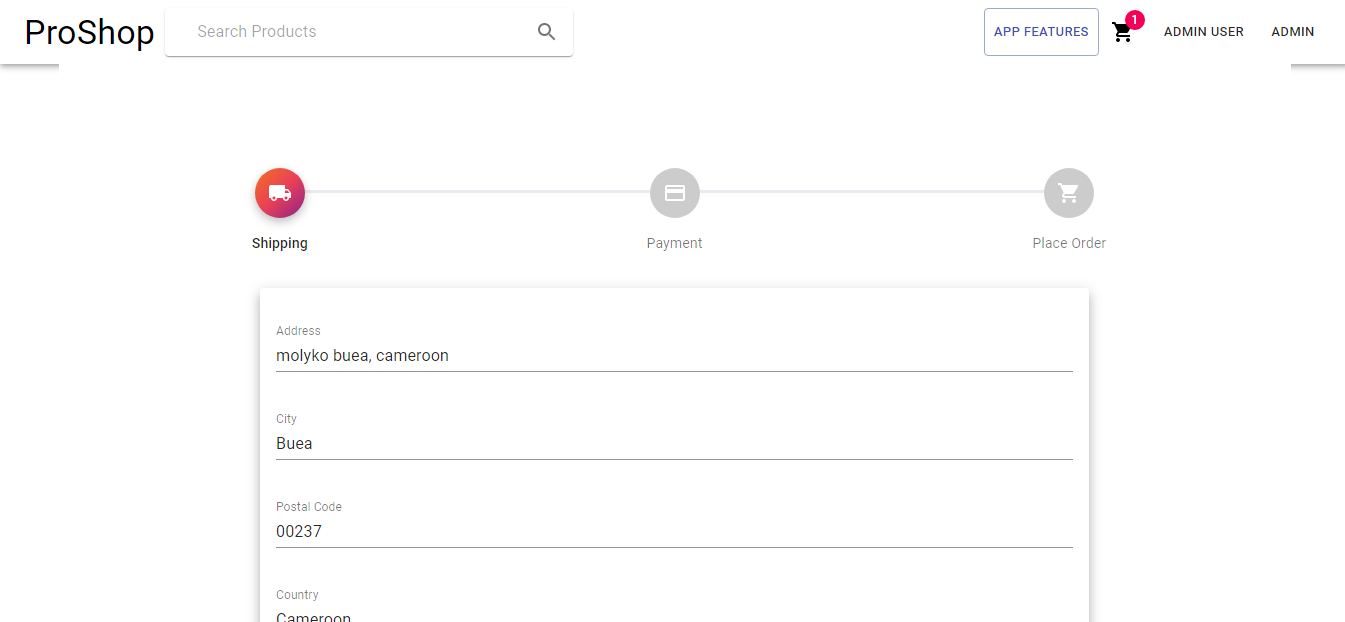 ProShop
Search Products
APP FEATURES
1
ADMIN USER
ADMIN
Shipping
Payment
Place Order
Address
molyko buea, cameroon
City
Buea
Postal Code
00237
Country
Cameroon